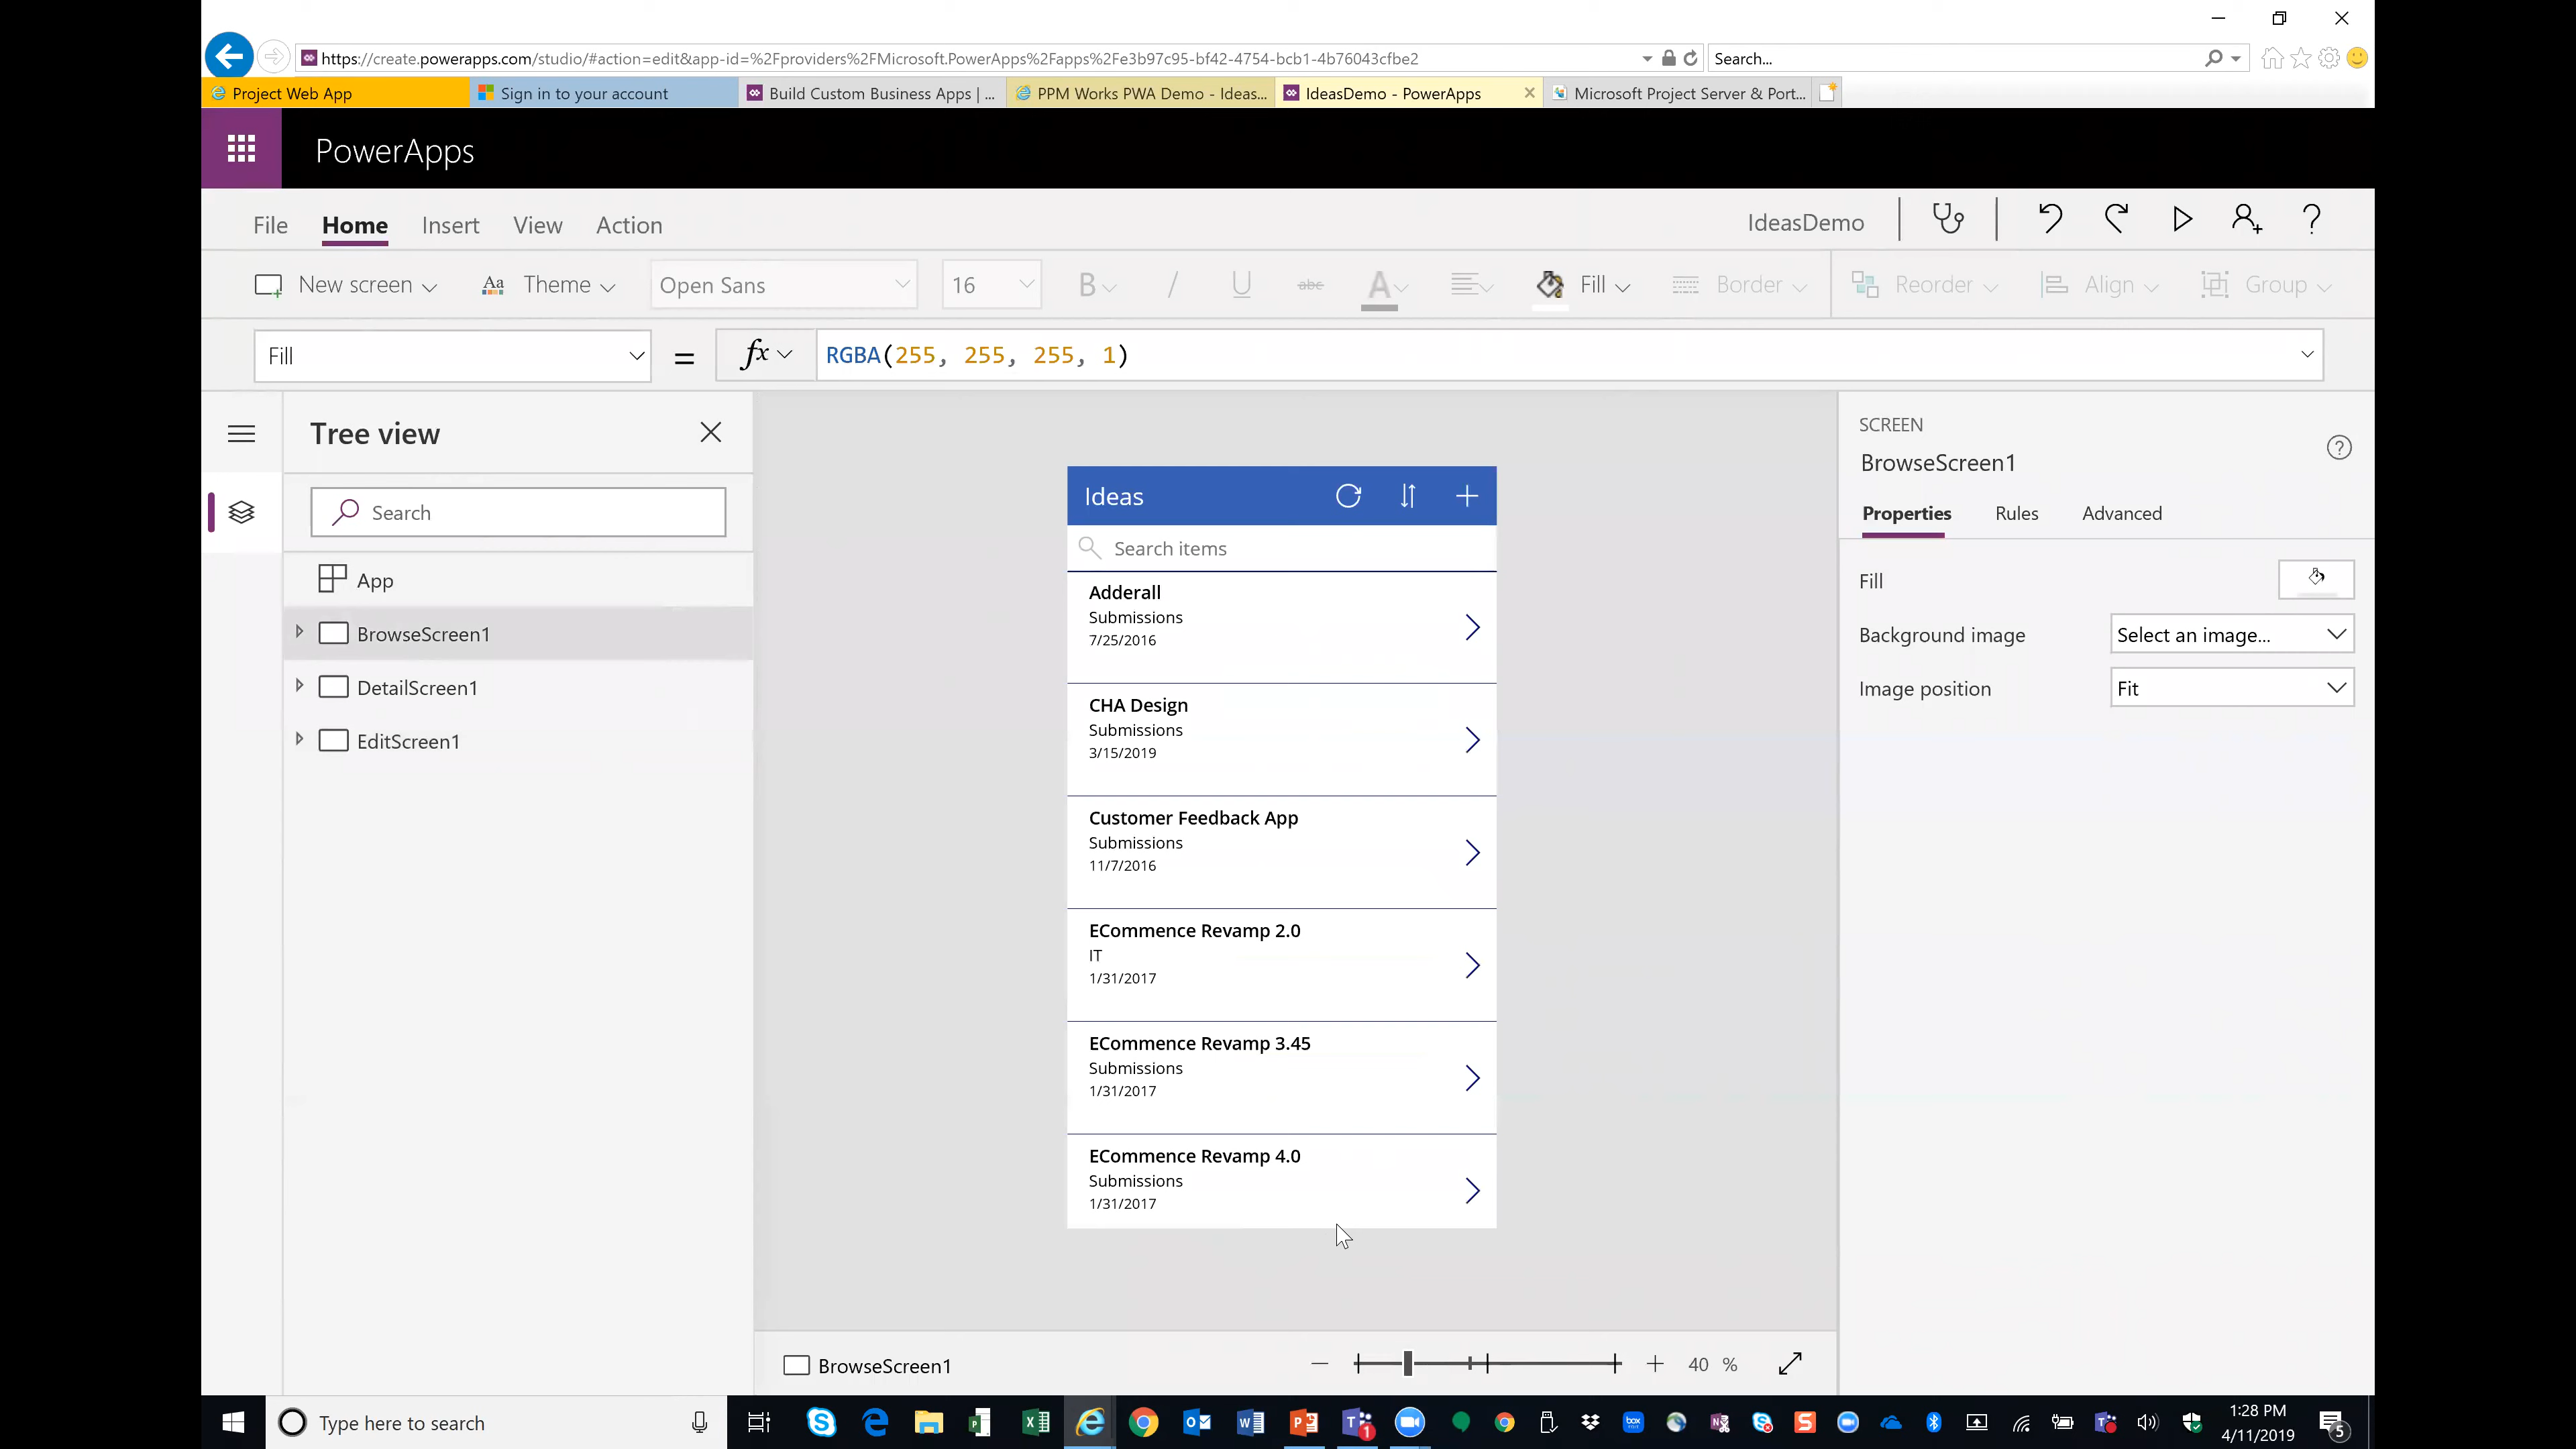 https://create.powerapps.com/studio/#action=edit&app-id=%2Fproviders%2FMicrosoft.PowerApps%2Fapps%2Fe3b97c95-bf42-4754-bcb1-4b76043cfbe2
Search...
Project Web App
Sign in to your account
Build Custom Business Apps | ...
PPM Works PWA Demo - Ideas...
IdeasDemo - PowerApps
Microsoft Project Server & Port...
PowerApps
File Home Insert View Action
IdeasDemo
New screen
Aa Theme
Open Sans
16
B / U abc A
Fill
Border
Reorder
Align
Group
Fill
=
fx
RGBA(255, 255, 255, 1)
Tree view
Search
App
BrowseScreen1
DetailScreen1
EditScreen1
Ideas
Search items
Adderall
Submissions
7/25/2016
CHA Design
Submissions
3/15/2019
Customer Feedback App
Submissions
11/7/2016
ECommence Revamp 2.0
IT
1/31/2017
ECommence Revamp 3.45
Submissions
1/31/2017
ECommence Revamp 4.0
Submissions
1/31/2017
BrowseScreen1
40 %
SCREEN
BrowseScreen1
Properties Rules Advanced
Fill
Background image
Select an image...
Image position
Fit
Type here to search
1:28 PM
4/11/2019
5